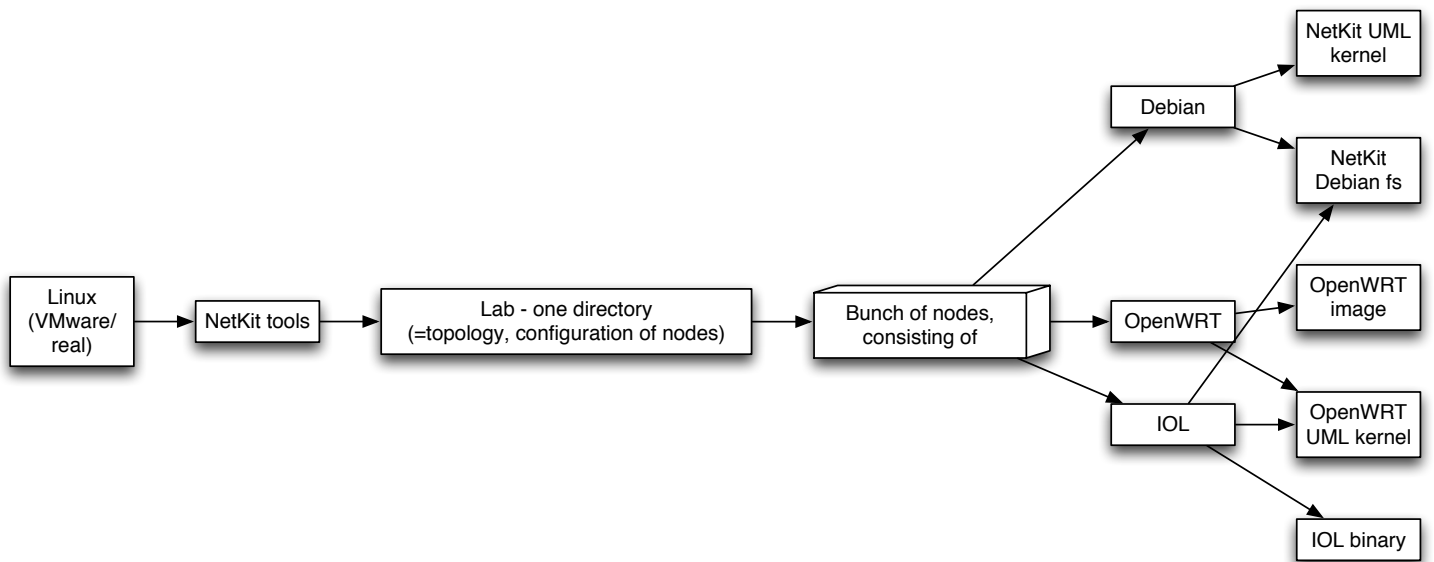 Linux
(VMware/
real)
NetKit tools
Lab - one directory
(=topology, configuration of nodes)
Bunch of nodes,
consisting of
Debian
OpenWRT
IOL
NetKit UML
kernel
NetKit
Debian fs
OpenWRT
image
OpenWRT
UML kernel
IOL binary